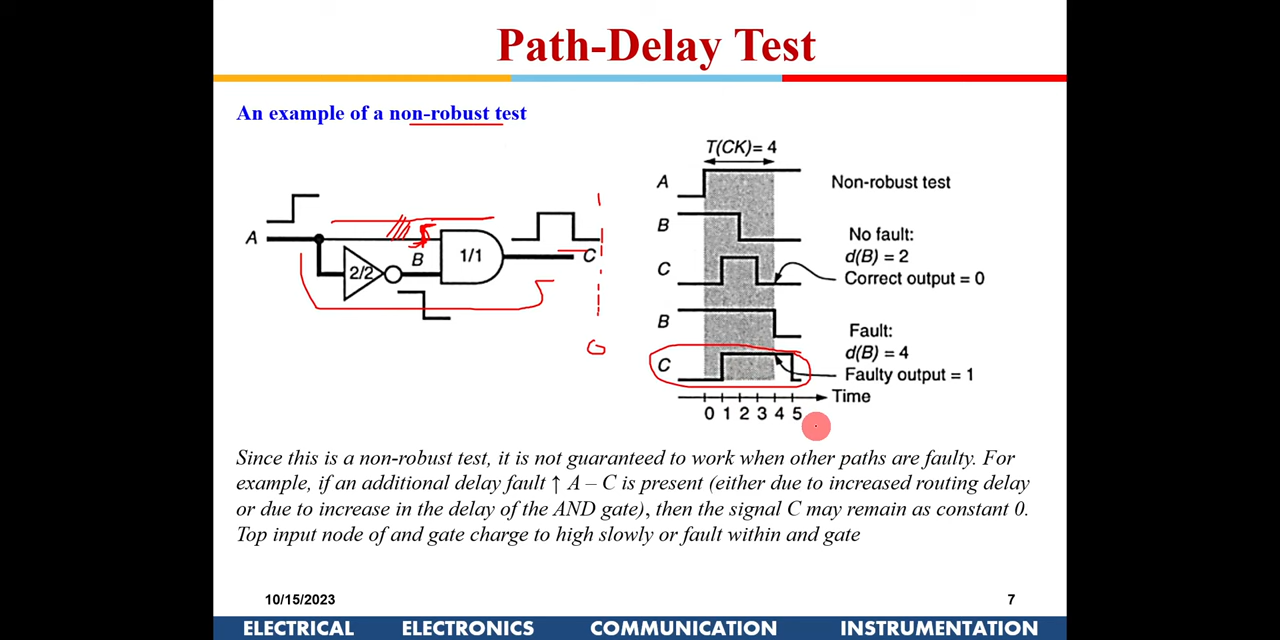 Path-Delay Test
An example of a non-robust test
T(CK)= 4
A
Non-robust test
B
No fault:
d(B) = 2
C
Correct output = 0
A
2/2
B
1/1
C
B
Fault:
d(B) = 4
C
Faulty output = 1
Time
0 1 2 3 4 5
Since this is a non-robust test, it is not guaranteed to work when other paths are faulty. For
example, if an additional delay fault ↑ A – C is present (either due to increased routing delay
or due to increase in the delay of the AND gate), then the signal C may remain as constant 0.
Top input node of and gate charge to high slowly or fault within and gate
10/15/2023
7
ELECTRICAL ELECTRONICS COMMUNICATION INSTRUMENTATION